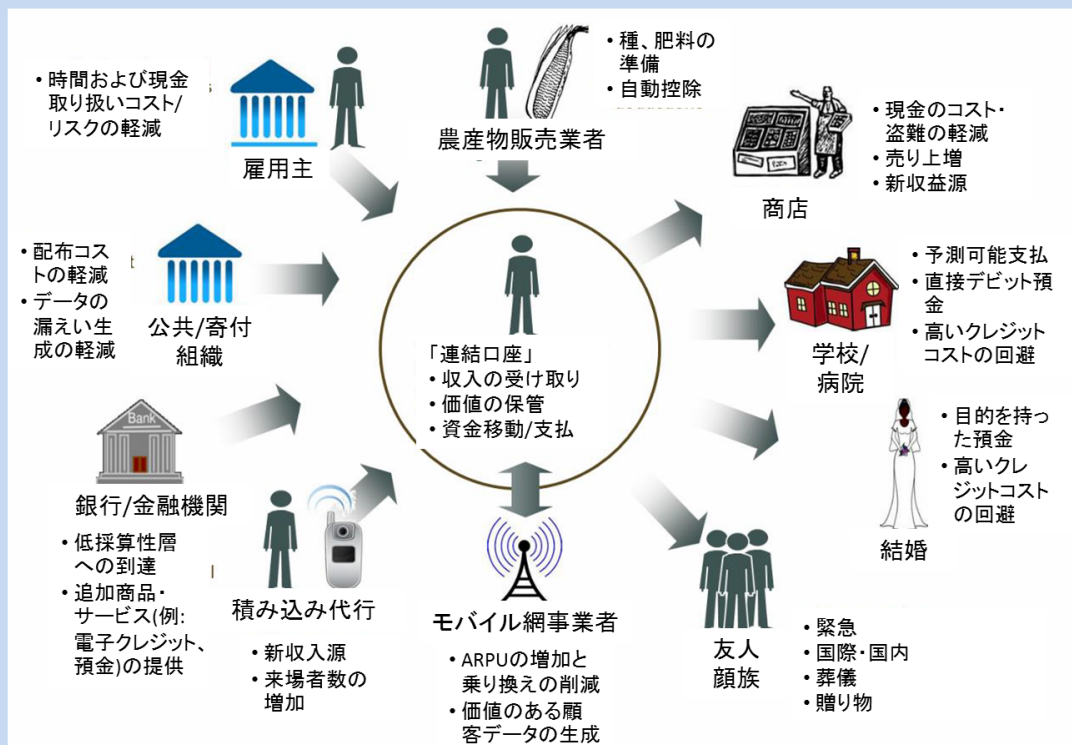 • 時間および現金
取り扱いコスト/
リスクの軽減
雇用主
農産物販売業者
• 種、肥料の
準備
• 自動控除
• 現金のコスト・
盗難の軽減
• 売り上増
• 新収益源
商店
• 配布コス
トの軽減
• データの
漏えい生
成の軽減
公共/寄付
組織
「連結口座」
• 収入の受け取り
• 価値の保管
• 資金移動/支払
• 予測可能支払
• 直接デビット預
金
• 高いクレジット
コストの回避
学校/
病院
Bank
銀行/金融機関
• 低採算性層
への到達
• 追加商品・
サービス(例:
電子クレジット、
預金)の提供
積み込み代行
• 新収入源
• 来場者数の
増加
モバイル網事業者
• ARPUの増加と
乗り換えの削減
• 価値のある顧
客データの生成
• 目的を持っ
た預金
• 高いクレ
ジットコスト
の回避
結婚
友人
顔族
• 緊急
• 国際・国内
• 葬儀
• 贈り物